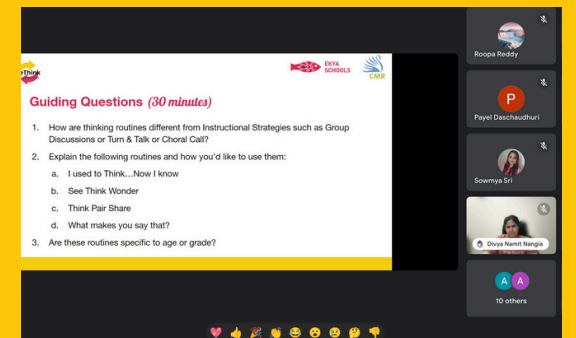 eThink
EKYA
SCHOOLS
CMR
Guiding Questions (30 minutes)
1. How are thinking routines different from Instructional Strategies such as Group
Discussions or Turn & Talk or Choral Call?
2. Explain the following routines and how you'd like to use them:
a. I used to Think...Now I know
b. See Think Wonder
c. Think Pair Share
d. What makes you say that?
3. Are these routines specific to age or grade?
Roopa Reddy
P
Payel Daschaudhuri
Sowmya Sri
Divya Namit Nangia
A A
10 others